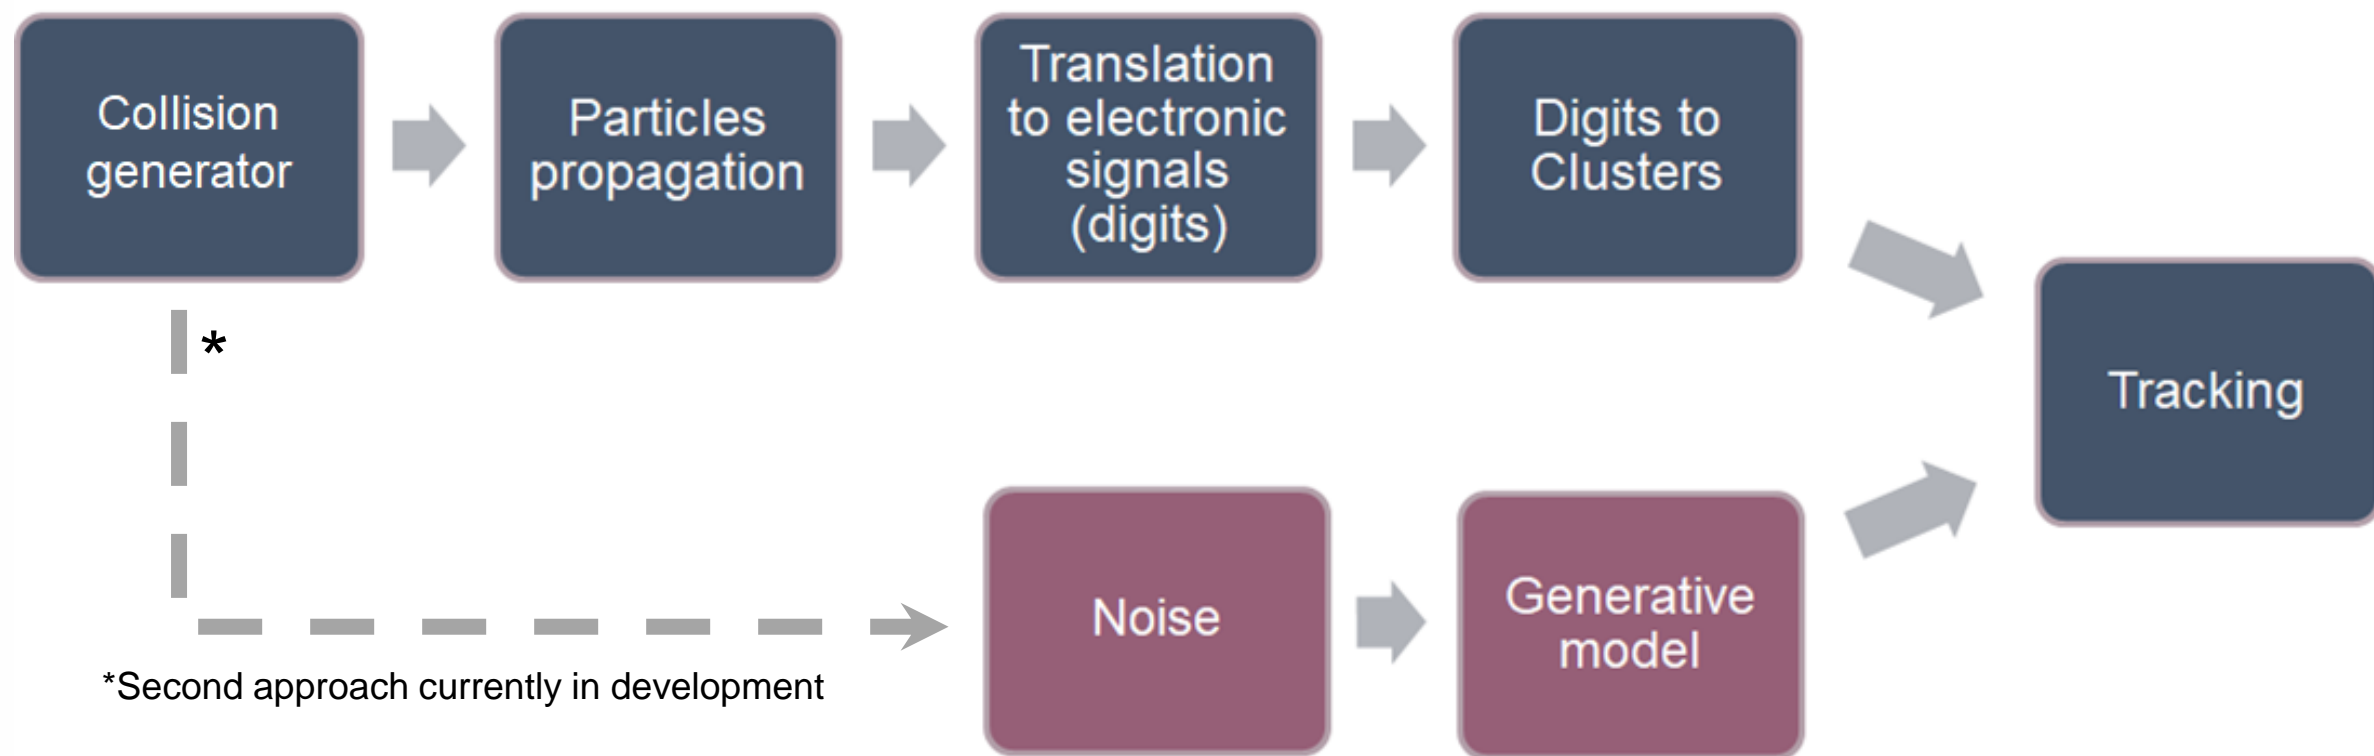 Collision
generator
Particles
propagation
Translation
to electronic
signals
(digits)
Digits to
Clusters
*
Tracking
Noise
Generative
model
*Second approach currently in development